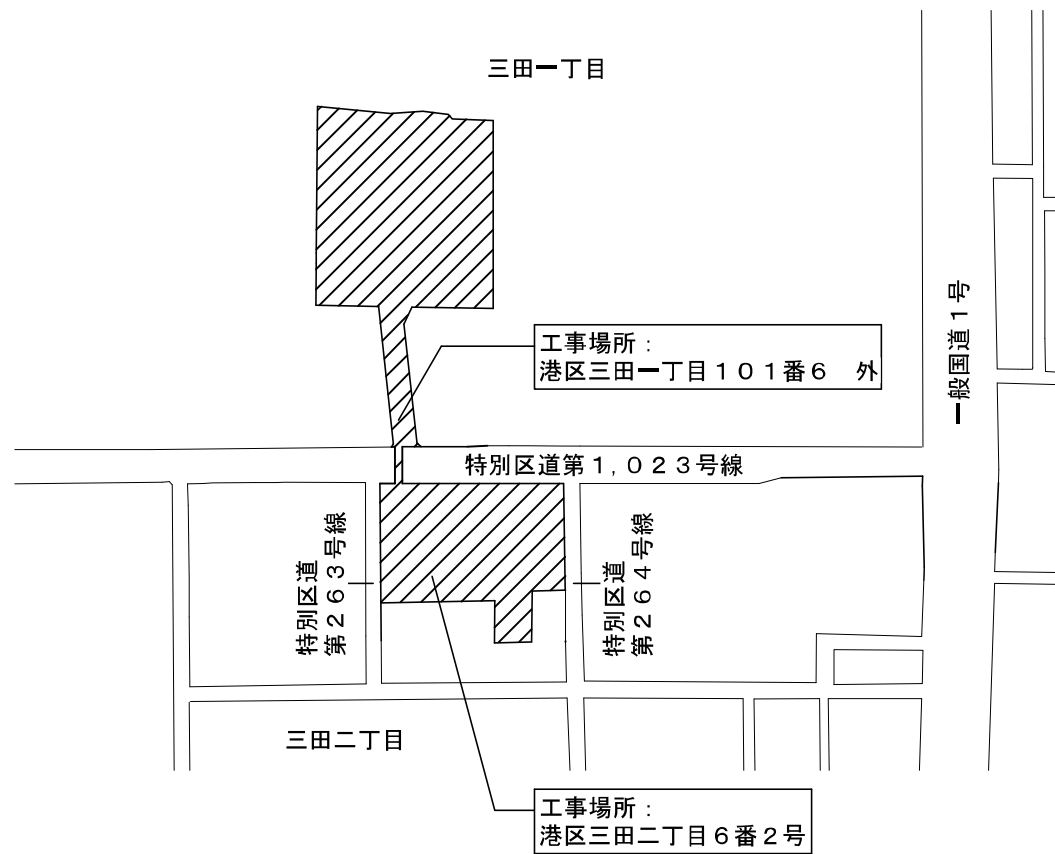 三田一丁目
一般国道1号
工事場所:
港区三田一丁目101番6 外
特別区道第1,023号線
特別区道
第263号線
特別区道
第264号線
三田二丁目
工事場所:
港区三田二丁目6番2号